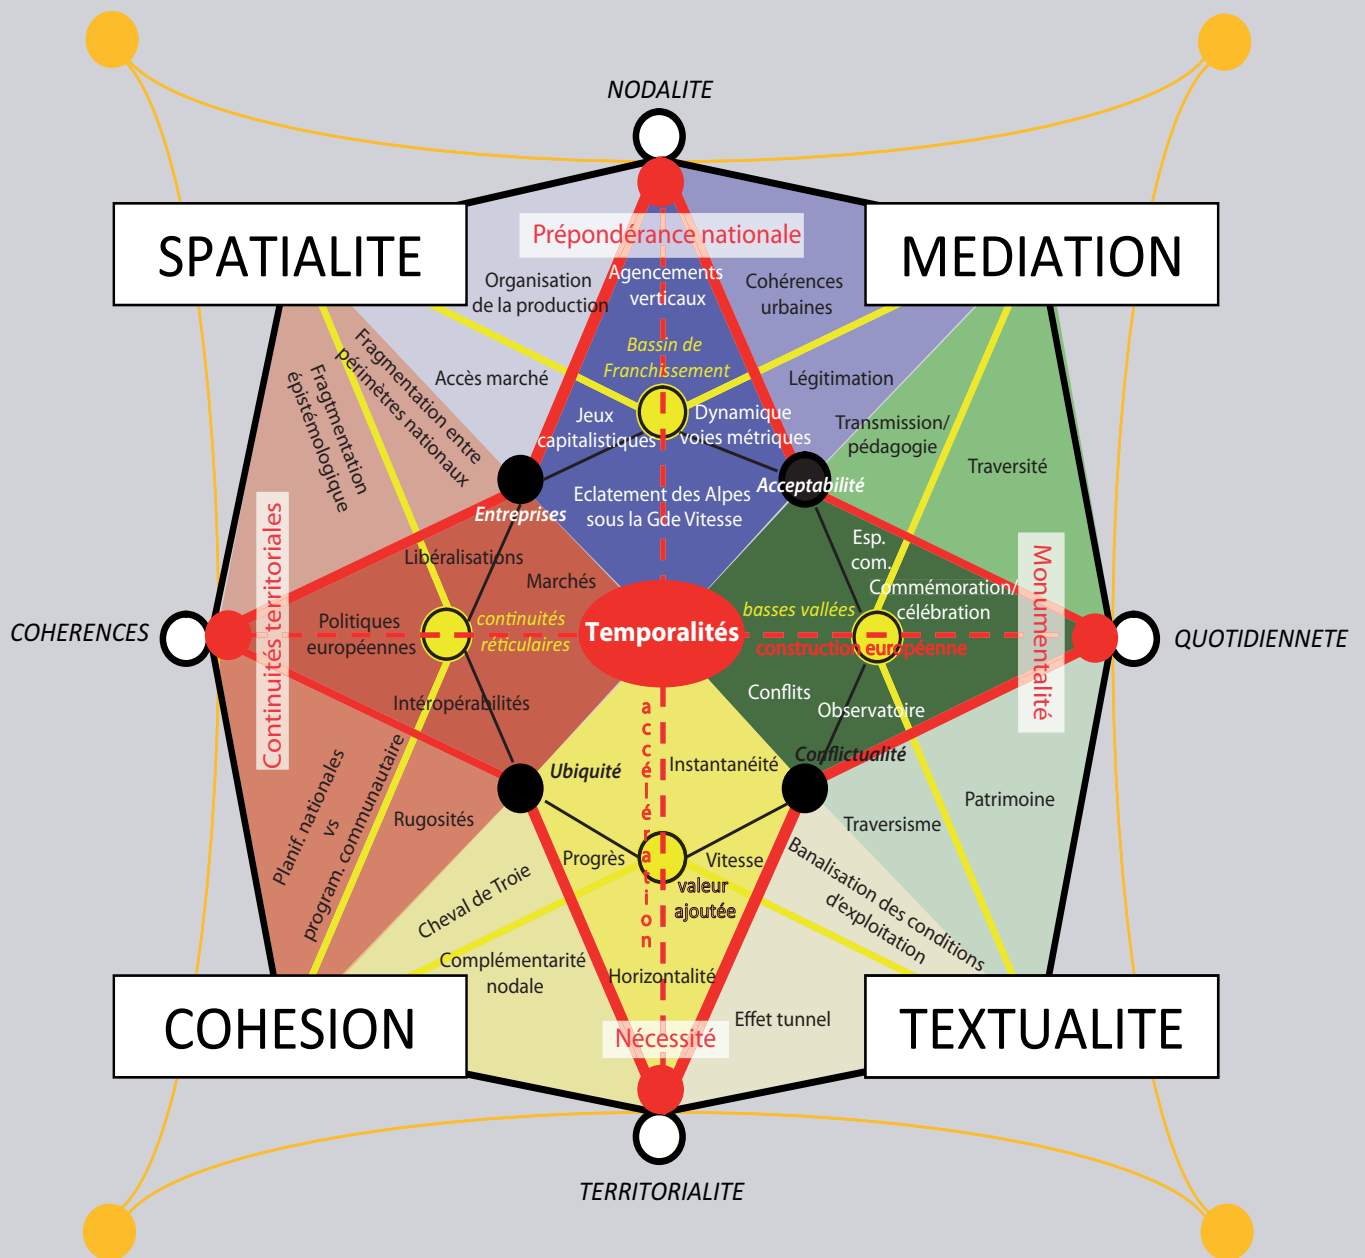 NODALITE
SPATIALITE
MEDIATION
Prépondérance nationale
Organisation
de la production
Agencements
verticaux
Cohérences
urbaines
Bassin de
Franchissement
Accès marché
Légitimation
Fragmentation entre
périmètres nationaux
Fragtmentation
épistémologique
Jeux
capitalistiques
Dynamique
voies métriques
Transmission/
pédagogie
Traversité
Entreprises
Eclatement des Alpes
sous la Gde Vitesse
Acceptabilité
Continuités territoriales
Libéralisations
Marchés
Esp.
com.
Commémoration/
célébration
Monumentalité
COHERENCES
Politiques
européennes
continuités
réticulaires
Temporalités
basses vallées
construction européenne
QUOTIDIENNETE
Intéropérabilités
Conflits
Observatoire
accélération
Ubiquité
Instantanéité
Conflictualité
Planif. nationales
vs
program. communautaire
Rugosités
Traversisme
Patrimoine
Progrès
Vitesse
valeur
ajoutée
Cheval de Troie
Banalisation des conditions
d'exploitation
Complémentarité
nodale
Horizontalité
Effet tunnel
Nécessité
COHESION
TEXTUALITE
TERRITORIALITE